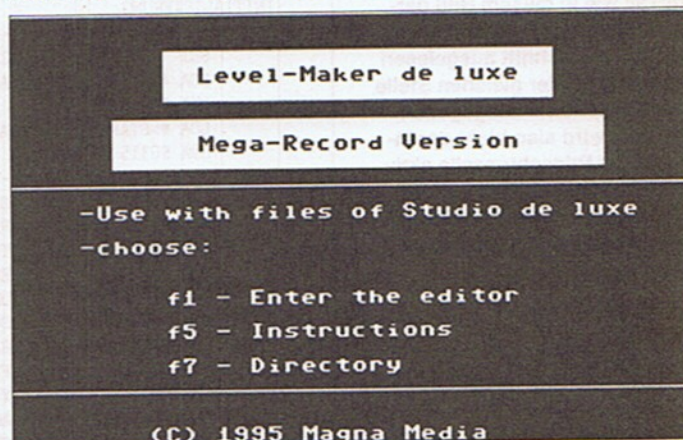 Level-Maker de luxe
Mega-Record Version
-Use with files of Studio de luxe
-choose:
f1 - Enter the editor
f5 - Instructions
f7 - Directory
(C) 1995 Magna Media